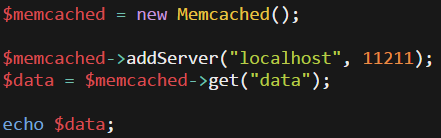 $memcached = new Memcached();
$memcached->addServer("localhost", 11211);
$data = $memcached->get("data");
echo $data;